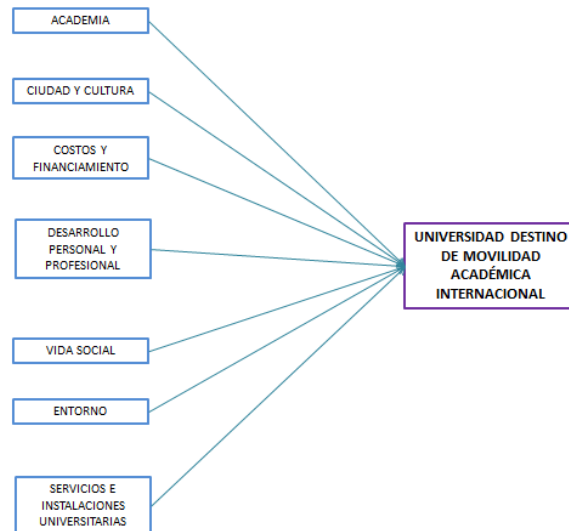 ACADEMIA
CIUDAD Y CULTURA
COSTOS Y
FINANCIAMIENTO
DESARROLLO
PERSONAL Y
PROFESIONAL
VIDA SOCIAL
ENTORNO
SERVICIOS E
INSTALACIONES
UNIVERSITARIAS
UNIVERSIDAD DESTINO
DE MOVILIDAD
ACADÉMICA
INTERNACIONAL